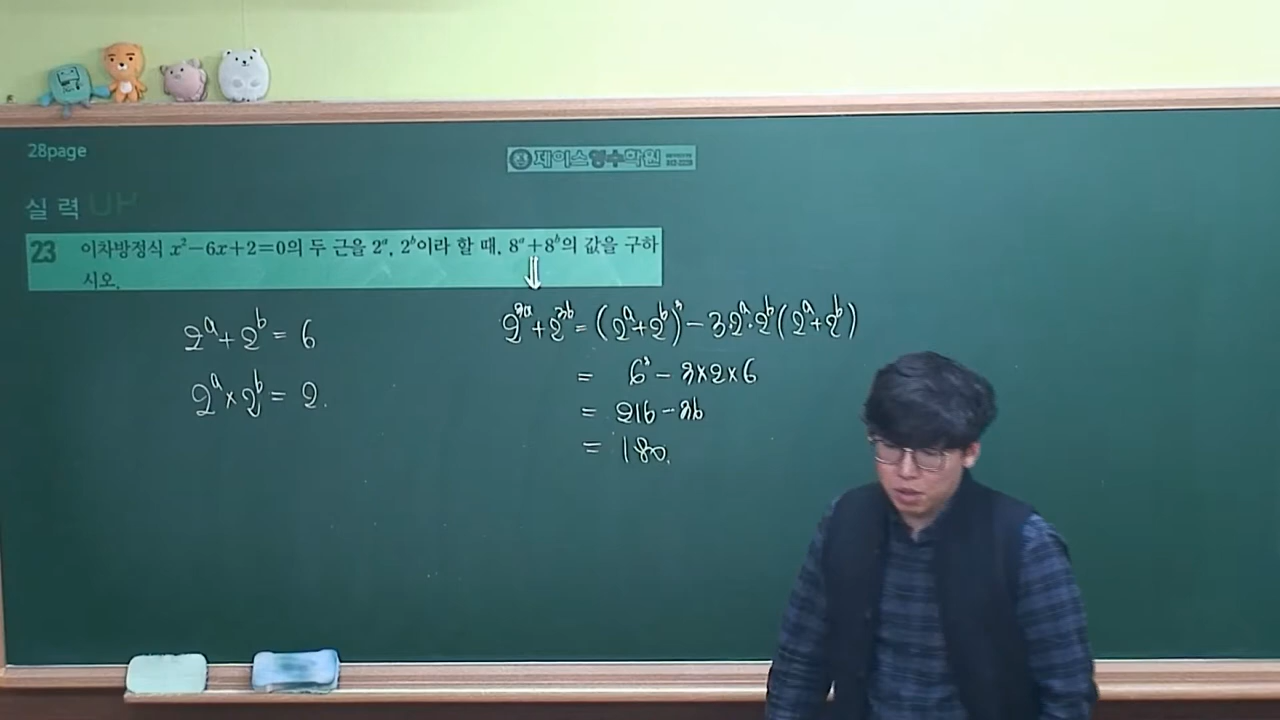 28page
제이스영수학원
실력 UP
23 이차방정식 x²−6x+2=0의 두 근을 2ᵃ, 2ᵇ이라 할 때, 8ᵃ+8ᵇ의 값을 구하
시오.
2ᵃ+2ᵇ = 6
2ᵃ×2ᵇ = 2.
2³ᵃ+2³ᵇ = (2ᵃ+2ᵇ)³−3·2ᵃ·2ᵇ(2ᵃ+2ᵇ)
= 6³ − 3×2×6
= 216−36
= 180.